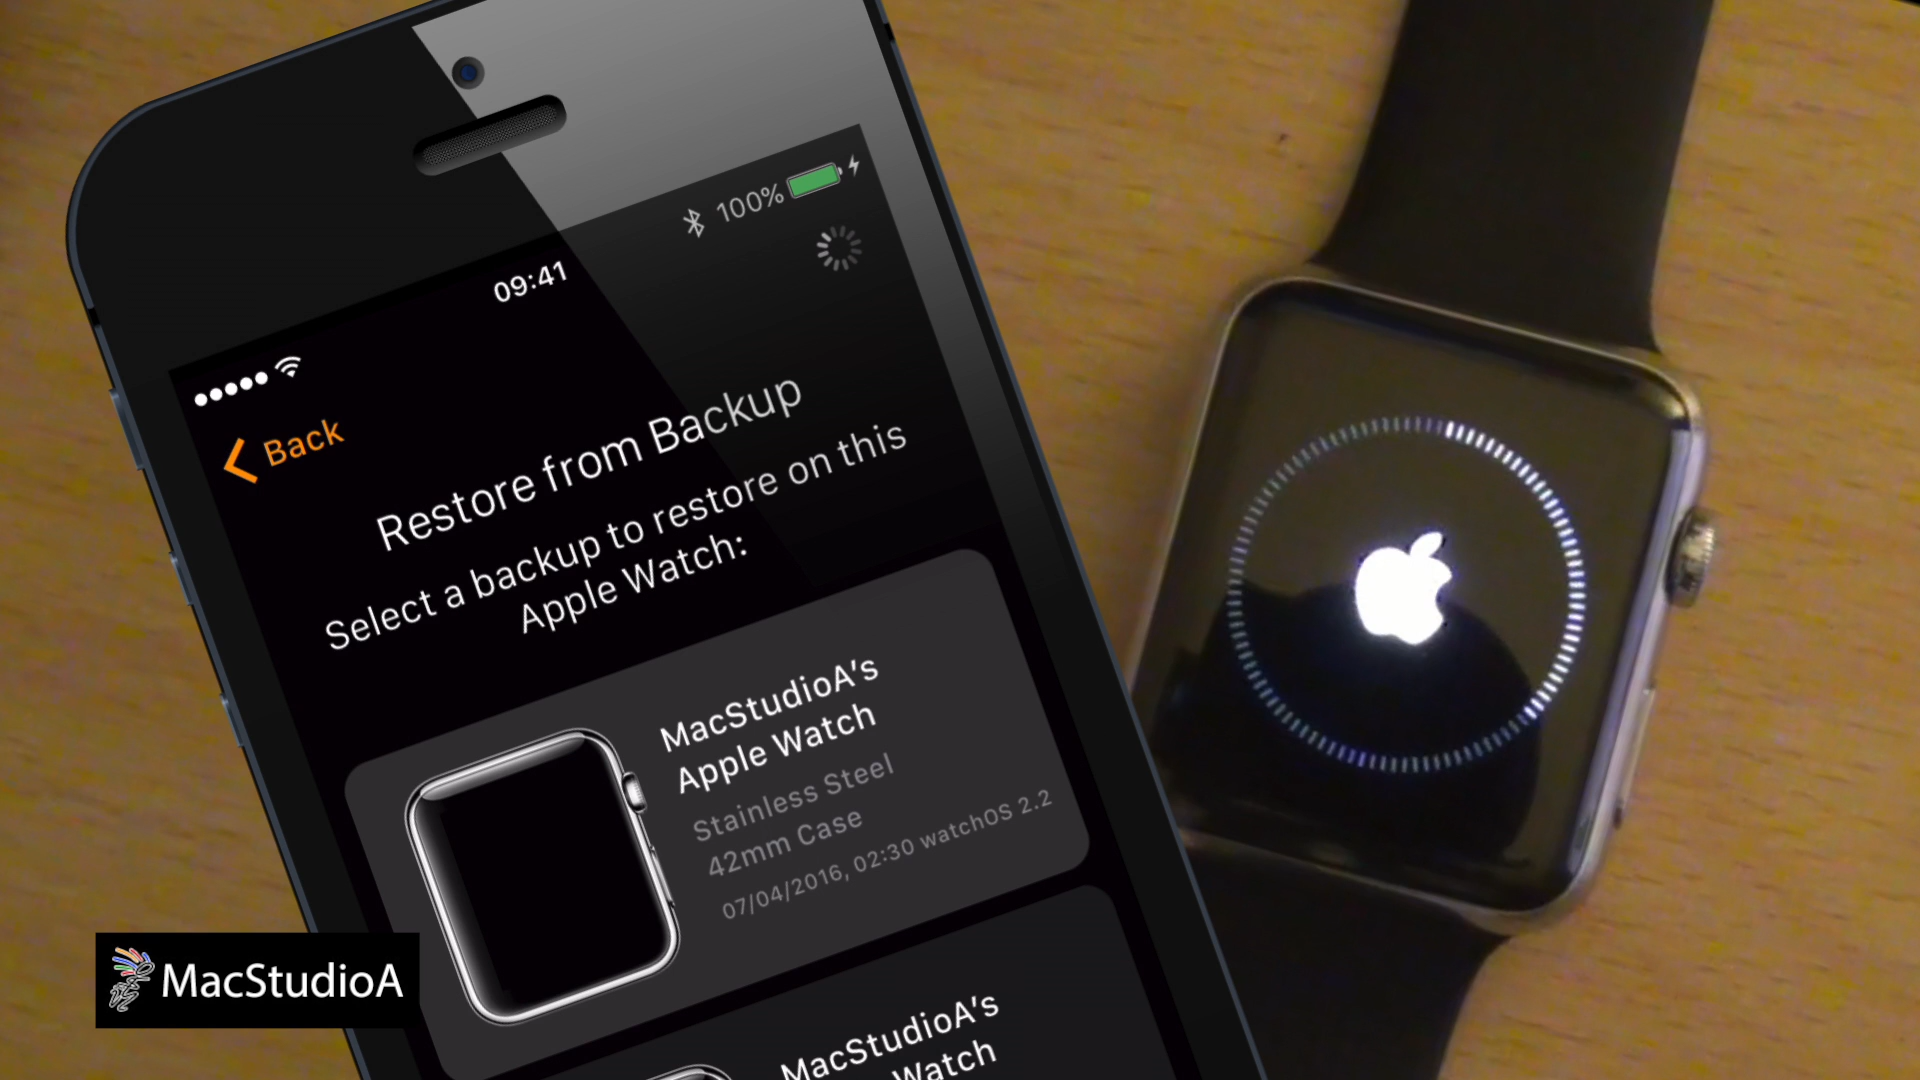 100%
09:41
Back
Restore from Backup
Select a backup to restore on this
Apple Watch:
MacStudioA's
Apple Watch
Stainless Steel
42mm Case
07/04/2016, 02:30 watchOS 2.2
MacStudioA's
Watch
MacStudioA